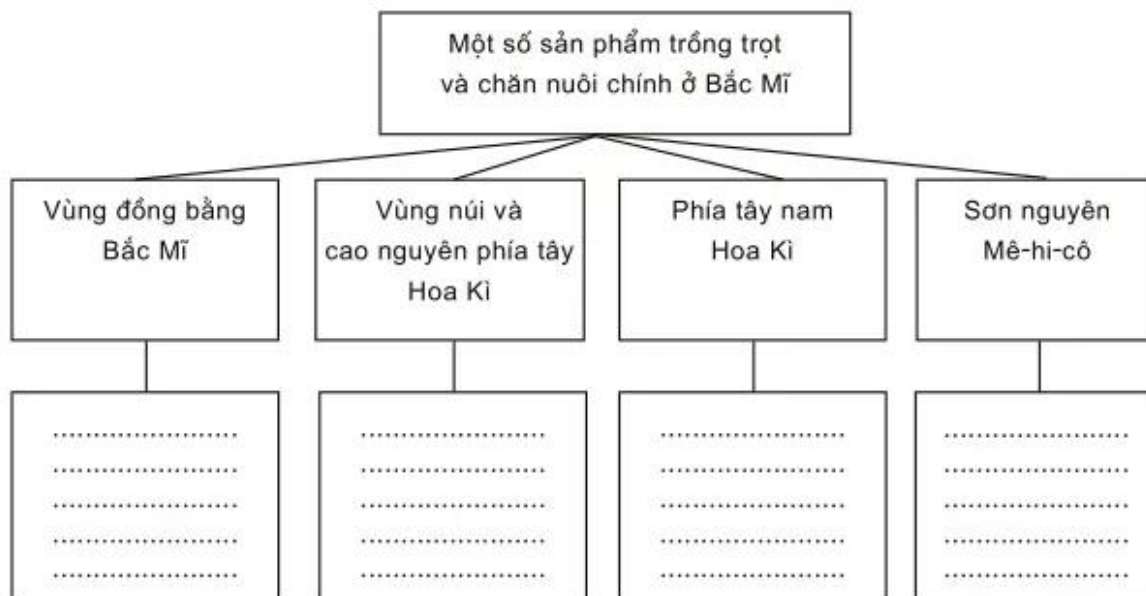 Một số sản phẩm trồng trọt
và chăn nuôi chính ở Bắc Mĩ
Vùng đồng bằng
Bắc Mĩ
Vùng núi và
cao nguyên phía tây
Hoa Kì
Phía tây nam
Hoa Kì
Sơn nguyên
Mê-hi-cô